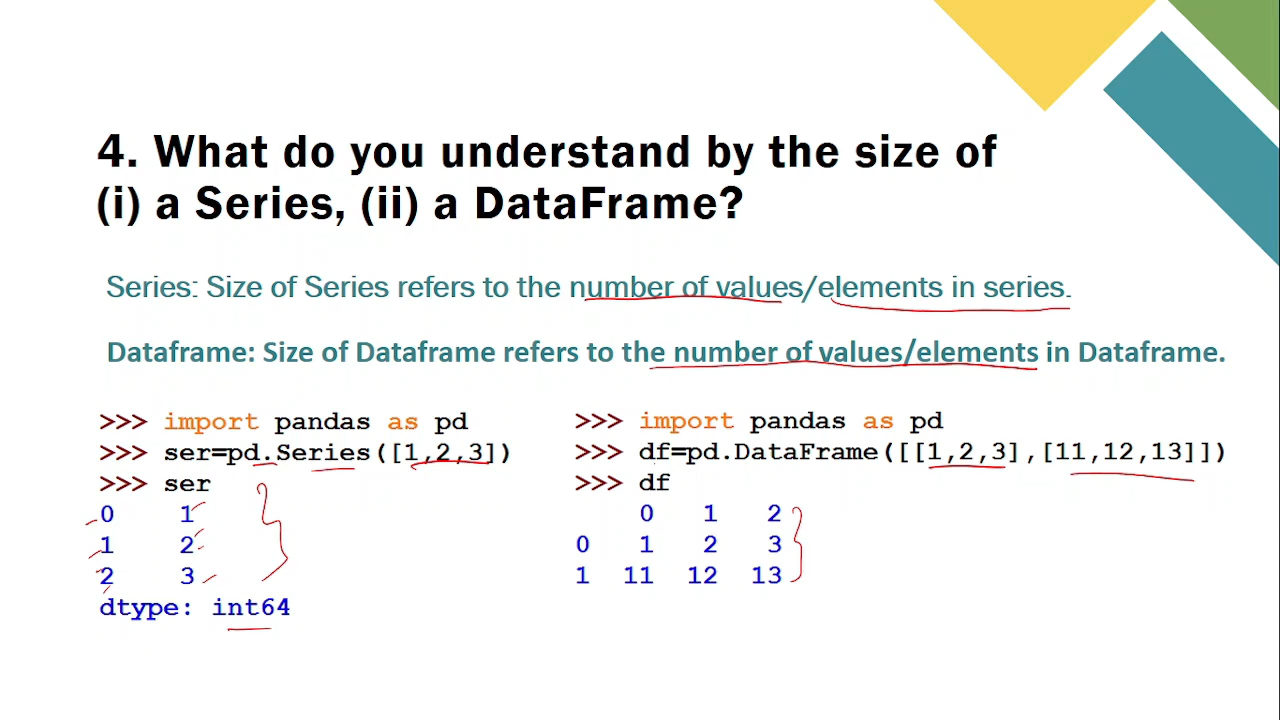 4. What do you understand by the size of
(i) a Series, (ii) a DataFrame?
Series: Size of Series refers to the number of values/elements in series.
Dataframe: Size of Dataframe refers to the number of values/elements in Dataframe.
>>> import pandas as pd
>>> ser=pd.Series([1,2,3])
>>> ser
0 1
1 2
2 3
dtype: int64
>>> import pandas as pd
>>> df=pd.DataFrame([[1,2,3],[11,12,13]])
>>> df
0 1 2
0 1 2 3
1 11 12 13